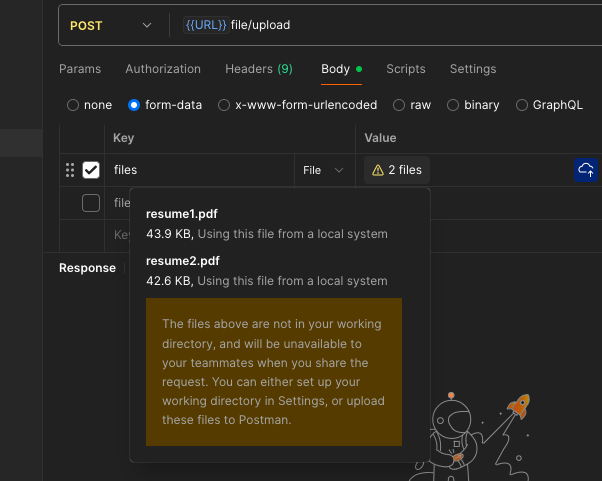 POST {{URL}} file/upload
Params Authorization Headers (9) Body Scripts Settings
none form-data x-www-form-urlencoded raw binary GraphQL
Key Value
files File 2 files
file
Key
resume1.pdf
43.9 KB, Using this file from a local system
resume2.pdf
42.6 KB, Using this file from a local system
The files above are not in your working
directory, and will be unavailable to
your teammates when you share the
request. You can either set up your
working directory in Settings, or upload
these files to Postman.
Response